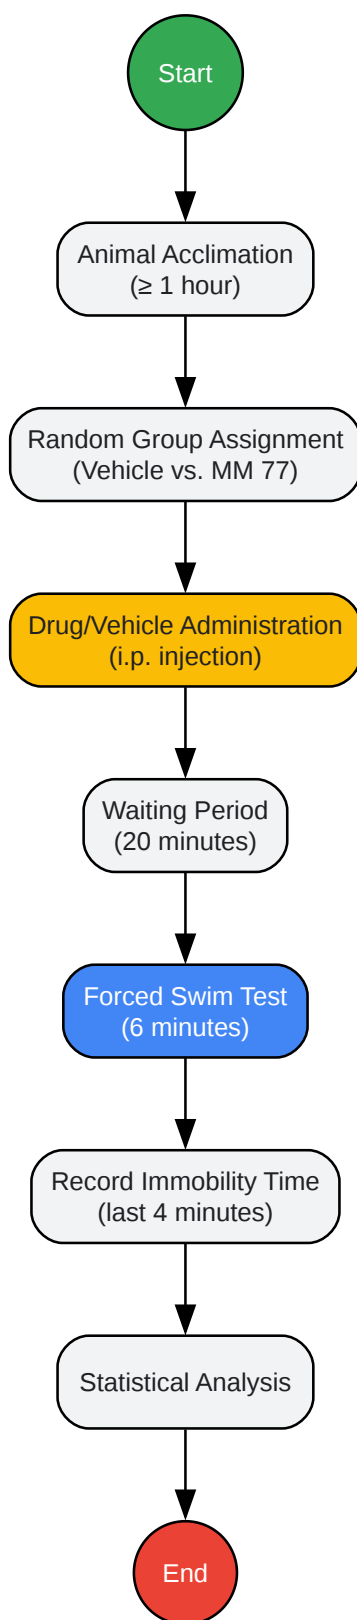 Start
Animal Acclimation
(≥ 1 hour)
Random Group Assignment
(Vehicle vs. MM 77)
Drug/Vehicle Administration
(i.p. injection)
Waiting Period
(20 minutes)
Forced Swim Test
(6 minutes)
Record Immobility Time
(last 4 minutes)
Statistical Analysis
End